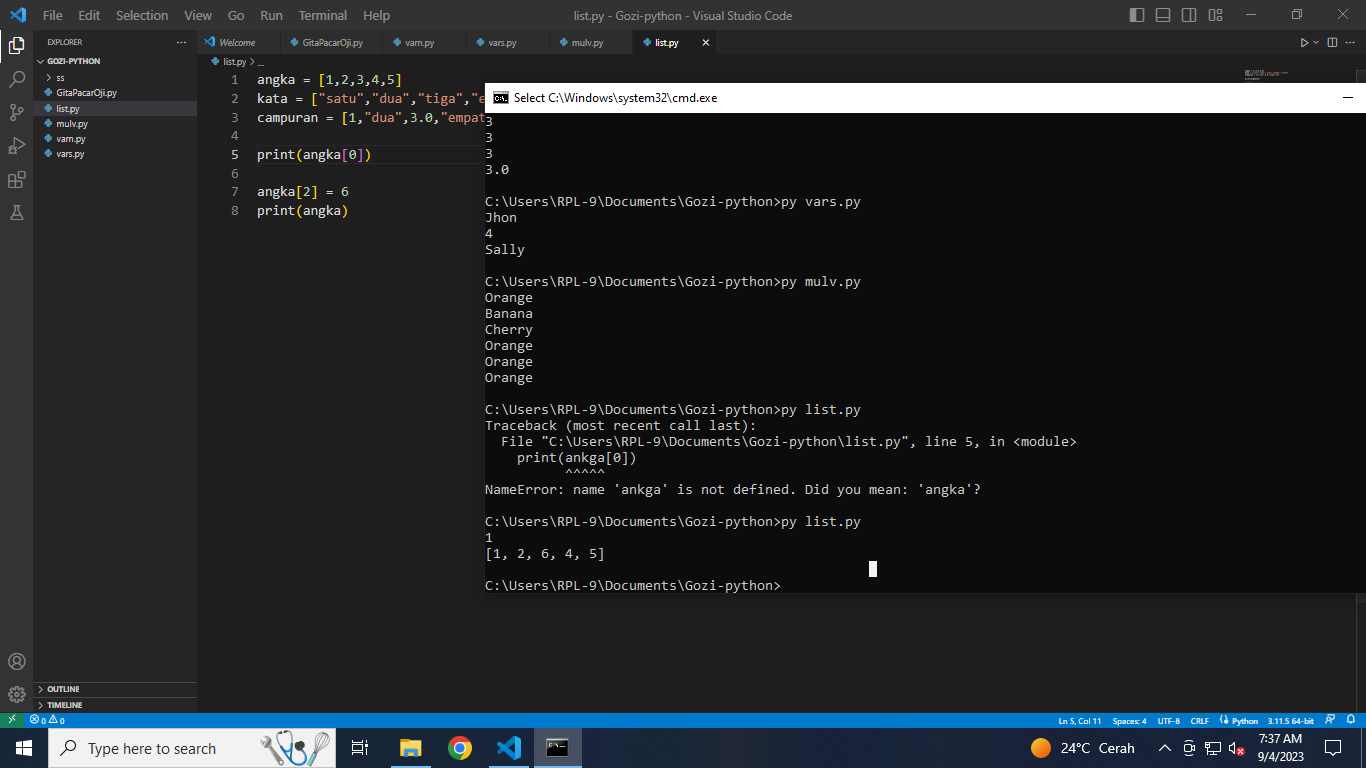 File Edit Selection View Go Run Terminal Help
list.py - Gozi-python - Visual Studio Code
EXPLORER
GOZI-PYTHON
ss
GitaPacarOji.py
list.py
mulv.py
vam.py
vars.py
OUTLINE
TIMELINE
Welcome GitaPacarOji.py vam.py vars.py mulv.py list.py
list.py > ...
1 angka = [1,2,3,4,5]
2 kata = ["satu","dua","tiga","e
3 campuran = [1,"dua",3.0,"empat
4
5 print(angka[0])
6
7 angka[2] = 6
8 print(angka)
Select C:\Windows\system32\cmd.exe
3
3
3
3.0
C:\Users\RPL-9\Documents\Gozi-python>py vars.py
Jhon
4
Sally
C:\Users\RPL-9\Documents\Gozi-python>py mulv.py
Orange
Banana
Cherry
Orange
Orange
Orange
C:\Users\RPL-9\Documents\Gozi-python>py list.py
Traceback (most recent call last):
File "C:\Users\RPL-9\Documents\Gozi-python\list.py", line 5, in <module>
print(ankga[0])
^^^^^
NameError: name 'ankga' is not defined. Did you mean: 'angka'?
C:\Users\RPL-9\Documents\Gozi-python>py list.py
1
[1, 2, 6, 4, 5]
C:\Users\RPL-9\Documents\Gozi-python>
0 0
Ln 5, Col 11 Spaces: 4 UTF-8 CRLF Python 3.11.5 64-bit
Type here to search
24°C Cerah
7:37 AM
9/4/2023